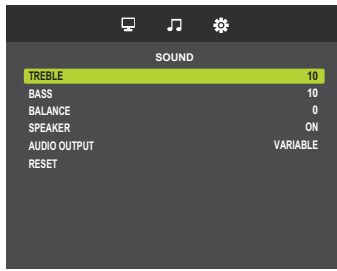 SOUND
TREBLE 10
BASS 10
BALANCE 0
SPEAKER ON
AUDIO OUTPUT VARIABLE
RESET